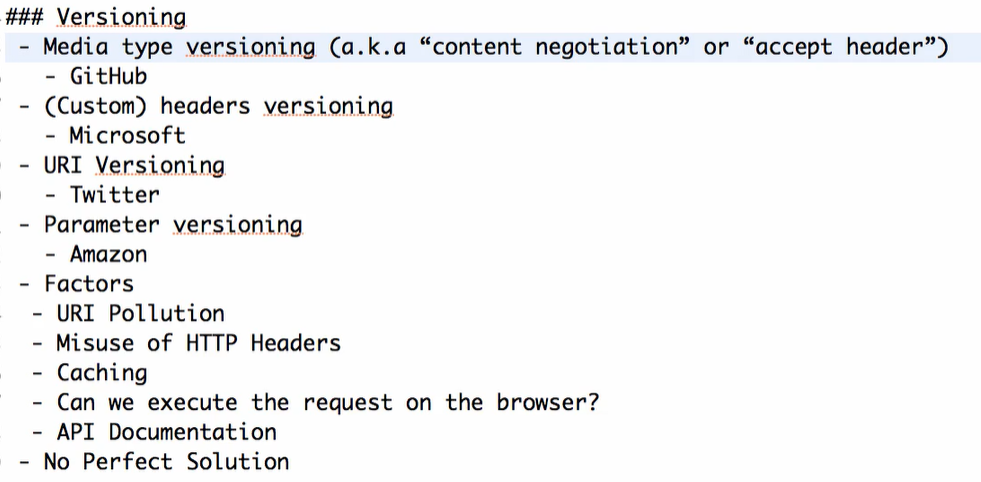 ### Versioning
- Media type versioning (a.k.a “content negotiation” or “accept header”)
- GitHub
- (Custom) headers versioning
- Microsoft
- URI Versioning
- Twitter
- Parameter versioning
- Amazon
- Factors
- URI Pollution
- Misuse of HTTP Headers
- Caching
- Can we execute the request on the browser?
- API Documentation
- No Perfect Solution